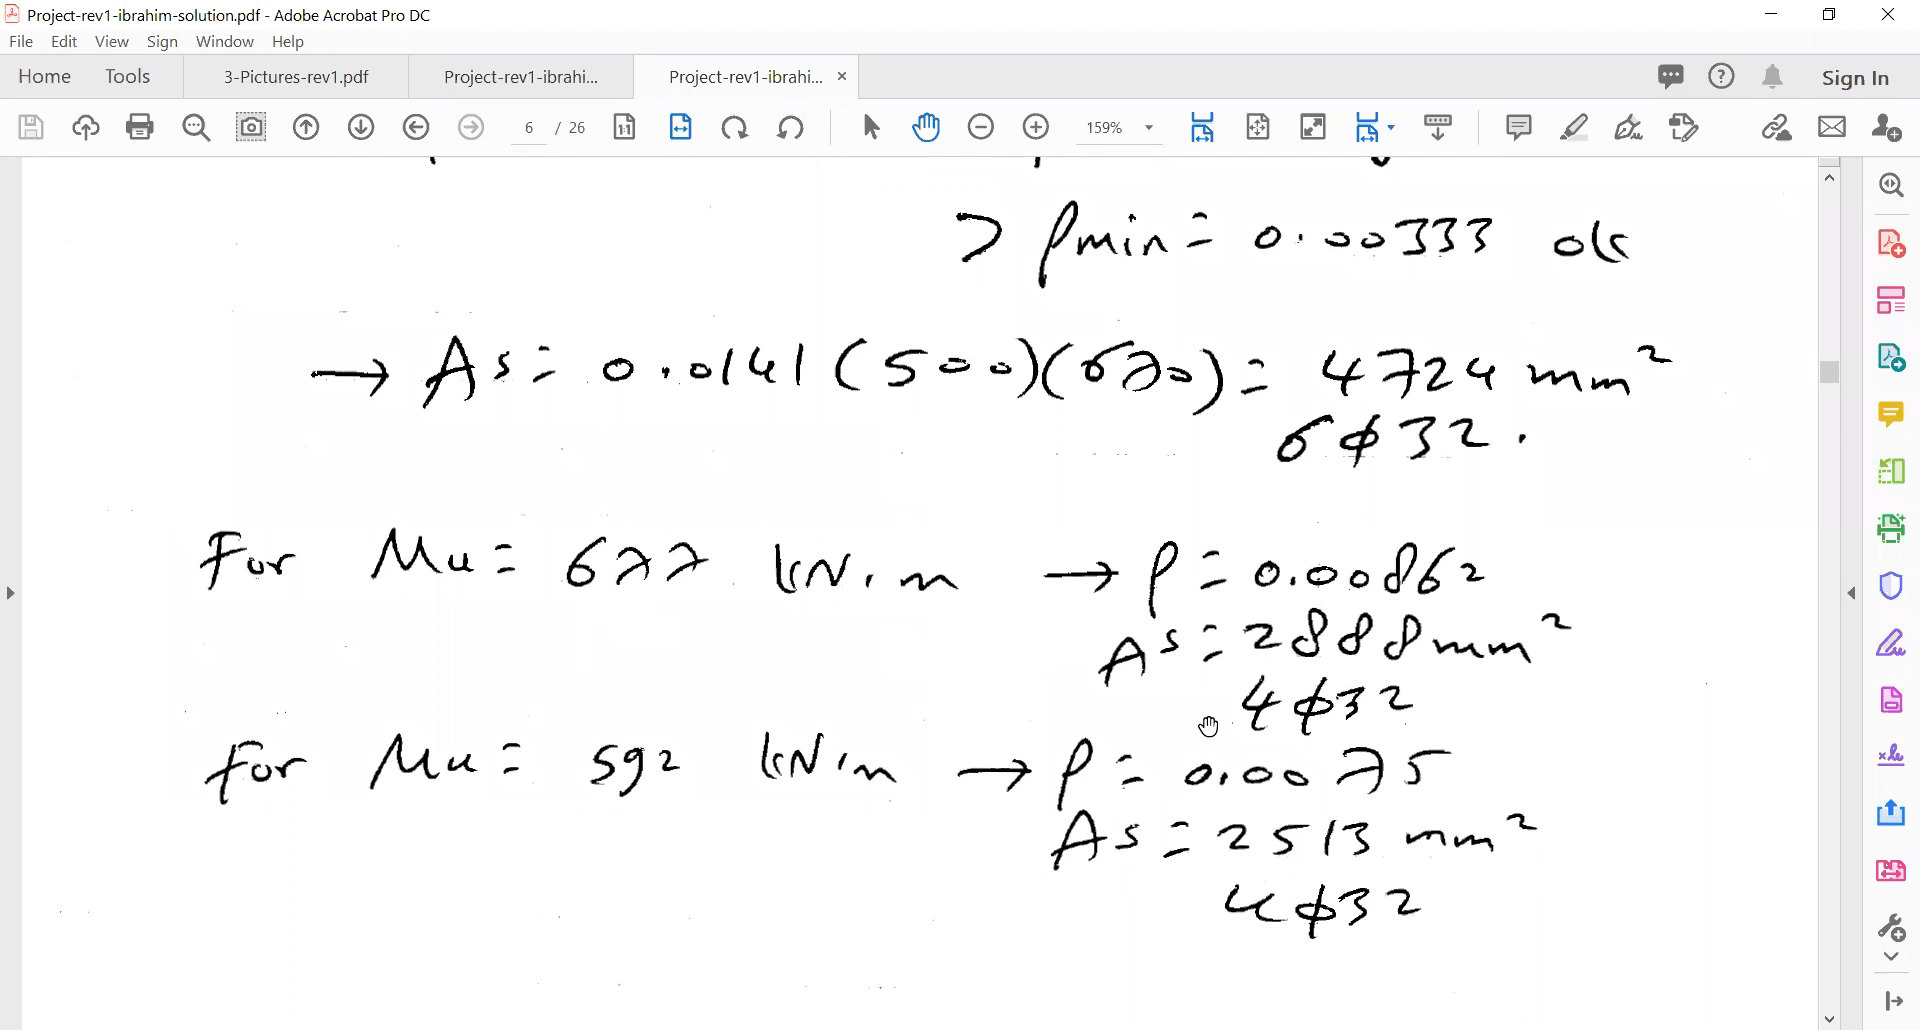 Project-rev1-ibrahim-solution.pdf - Adobe Acrobat Pro DC
File Edit View Sign Window Help
Home Tools 3-Pictures-rev1.pdf Project-rev1-ibrahi... Project-rev1-ibrahi... × Sign In
6 / 26 159%
> ρmin = 0.00333 ok
→ As = 0.0141 (500)(670) = 4724 mm²
6ϕ32.
For Mu = 677 kN.m → ρ = 0.00862
As = 2888 mm²
4ϕ32
For Mu = 592 kN.m → ρ = 0.0075
As = 2513 mm²
4ϕ32